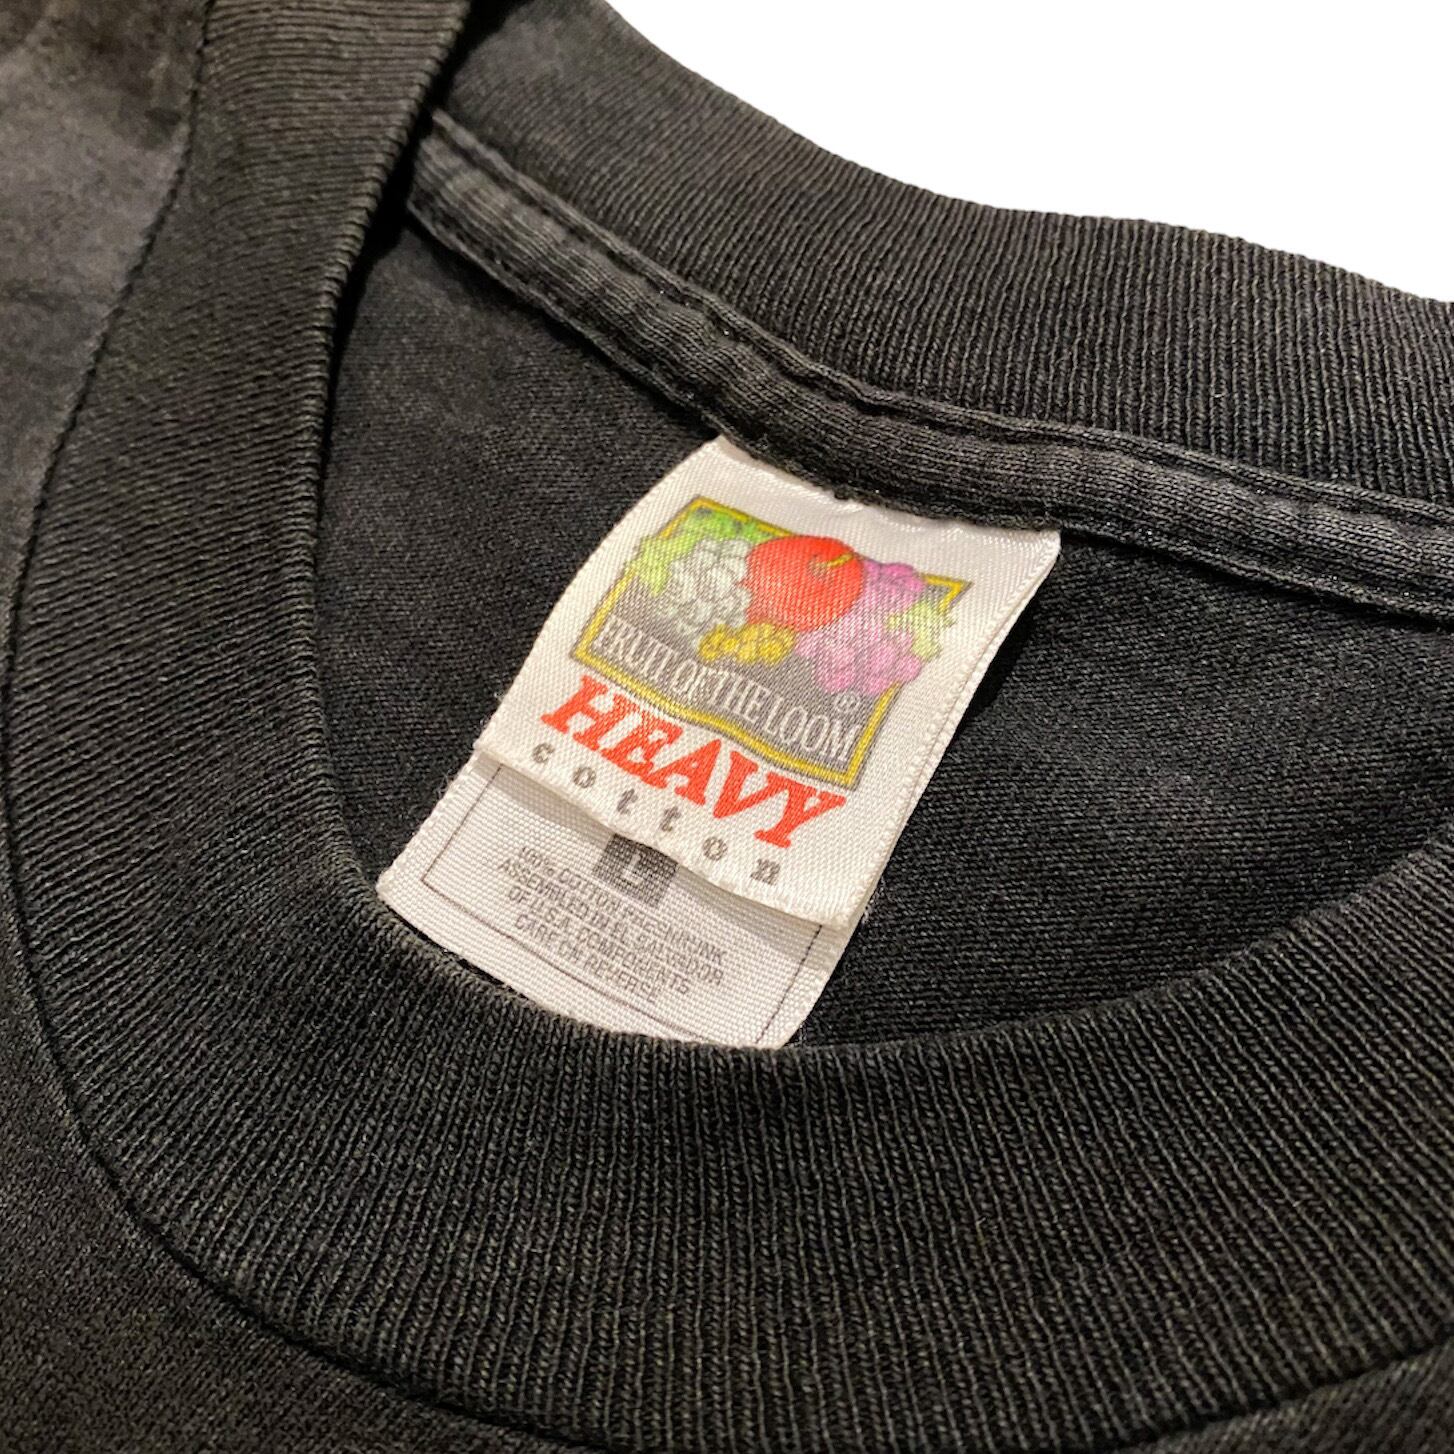 FRUIT OF THE LOOM®
HEAVY
cotton
L
100% COTTON PRESHRUNK
ASSEMBLED IN EL SALVADOR
OF U.S.A. COMPONENTS
CARE ON REVERSE